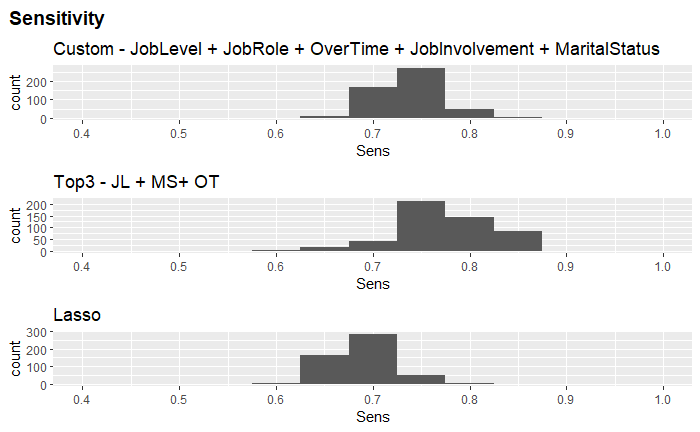 Sensitivity
Custom - JobLevel + JobRole + OverTime + JobInvolvement + MaritalStatus
count
200
100
0
0.4 0.5 0.6 0.7 0.8 0.9 1.0
Sens
Top3 - JL + MS+ OT
count
200
150
100
50
0
0.4 0.5 0.6 0.7 0.8 0.9 1.0
Sens
Lasso
count
300
200
100
0
0.4 0.5 0.6 0.7 0.8 0.9 1.0
Sens